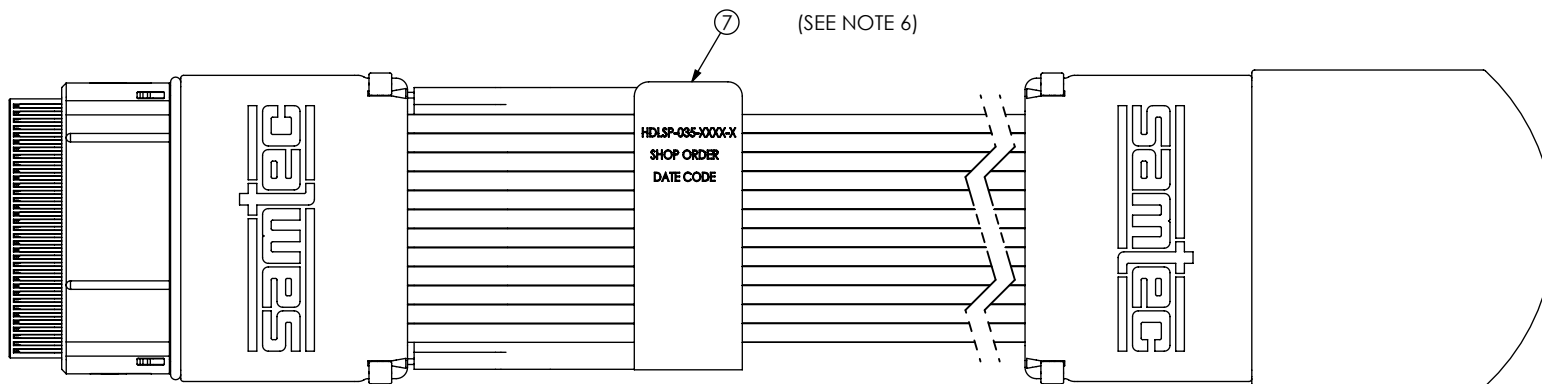 7 (SEE NOTE 6)
HDLSP-035-XXXX-X
SHOP ORDER
DATE CODE
samtec
samtec